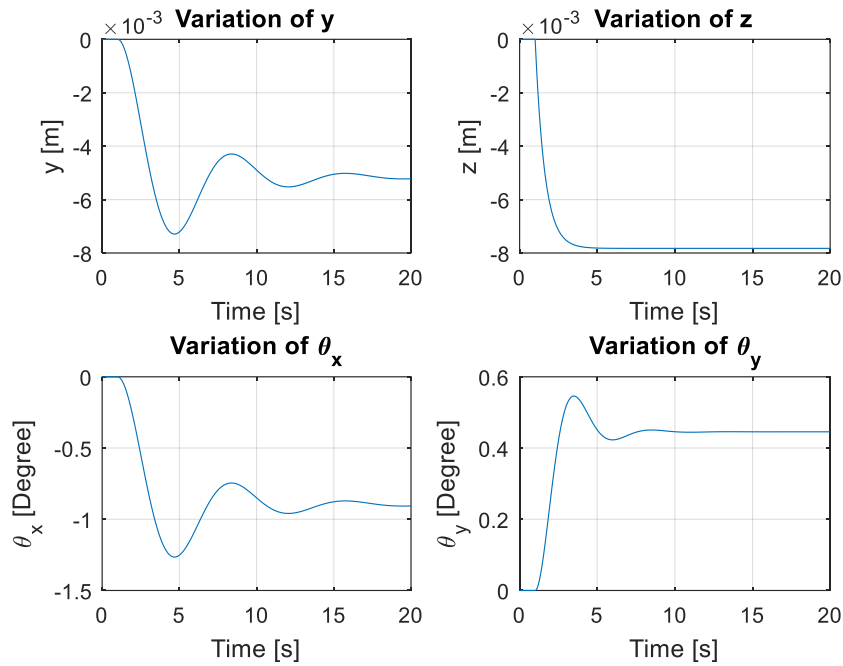 Variation of y
×10⁻³
0
-2
-4
-6
-8
y [m]
0 5 10 15 20
Time [s]
Variation of z
×10⁻³
0
-2
-4
-6
-8
z [m]
0 5 10 15 20
Time [s]
Variation of θx
0
-0.5
-1
-1.5
θx [Degree]
0 5 10 15 20
Time [s]
Variation of θy
0.6
0.4
0.2
0
θy [Degree]
0 5 10 15 20
Time [s]